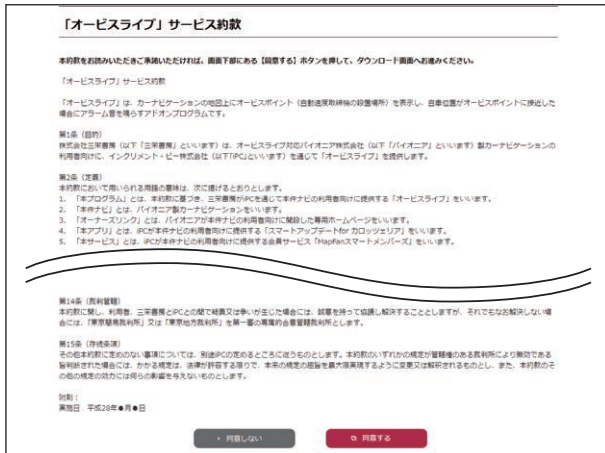 「オービスライブ」サービス約款
本約款をお読みいただきご承諾いただければ、画面下部にある【同意する】ボタンを押して、ダウンロード画面へお進みください。
「オービスライブ」サービス約款
「オービスライブ」は、カーナビゲーションの地図上にオービスポイント（自動速度取締機の設置場所）を表示し、自車位置がオービスポイントに接近した
場合にアラーム音を鳴らすアドオンプログラムです。
第1条（目的）
株式会社三栄書房（以下「三栄書房」といいます）は、オービスライブ対応パイオニア株式会社（以下「パイオニア」といいます）製カーナビゲーションの
利用者向けに、インクリメント・ピー株式会社（以下「iPC」といいます）を通じて「オービスライブ」を提供します。
第2条（定義）
本約款において用いられる用語の意味は、次に掲げるとおりとします。
1. 「本プログラム」とは、本約款に基づき、三栄書房がiPCを通じて本件ナビの利用者向けに提供する「オービスライブ」をいいます。
2. 「本件ナビ」とは、パイオニア製カーナビゲーションをいいます。
3. 「オーナーズリンク」とは、パイオニアが本件ナビの利用者向けに開設した専用ホームページをいいます。
4. 「本アプリ」とは、iPCが本件ナビの利用者向けに提供する「スマートアップデートfor カロッツェリア」をいいます。
5. 「本サービス」とは、iPCが本件ナビの利用者向けに提供する会員サービス「MapFanスマートメンバーズ」をいいます。
第14条（裁判管轄）
本約款に関し、利用者、三栄書房とiPCとの間で疑義又は争いが生じた場合には、誠意を持って協議し解決することとしますが、それでもなお解決しない場
合には、「東京簡易裁判所」又は「東京地方裁判所」を第一審の専属的合意管轄裁判所とします。
第15条（存続条項）
その他本約款に定めのない事項については、別途iPCの定めるところに従うものとします。本約款のいずれかの規定が管轄権のある裁判所により無効である
旨判断された場合には、かかる規定は、法律が許容する限りで、本来の規定の趣旨を最大限実現するように変更又は解釈されるものとし、また、本約款のそ
の他の規定の効力には何らの影響を与えないものとします。
附則：
実施日 平成28年●月●日
同意しない
同意する